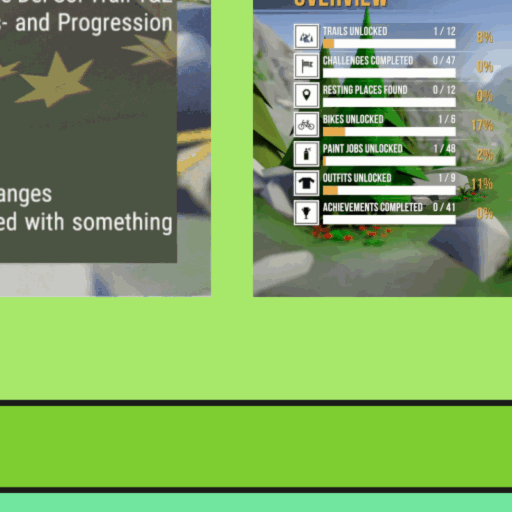 - and Progression
anges
ed with something
OVERVIEW
TRAILS UNLOCKED 1 / 12 8%
CHALLENGES COMPLETED 0 / 47 0%
RESTING PLACES FOUND 0 / 12 0%
BIKES UNLOCKED 1 / 6 17%
PAINT JOBS UNLOCKED 1 / 48 2%
OUTFITS UNLOCKED 1 / 9 11%
ACHIEVEMENTS COMPLETED 0 / 41 0%